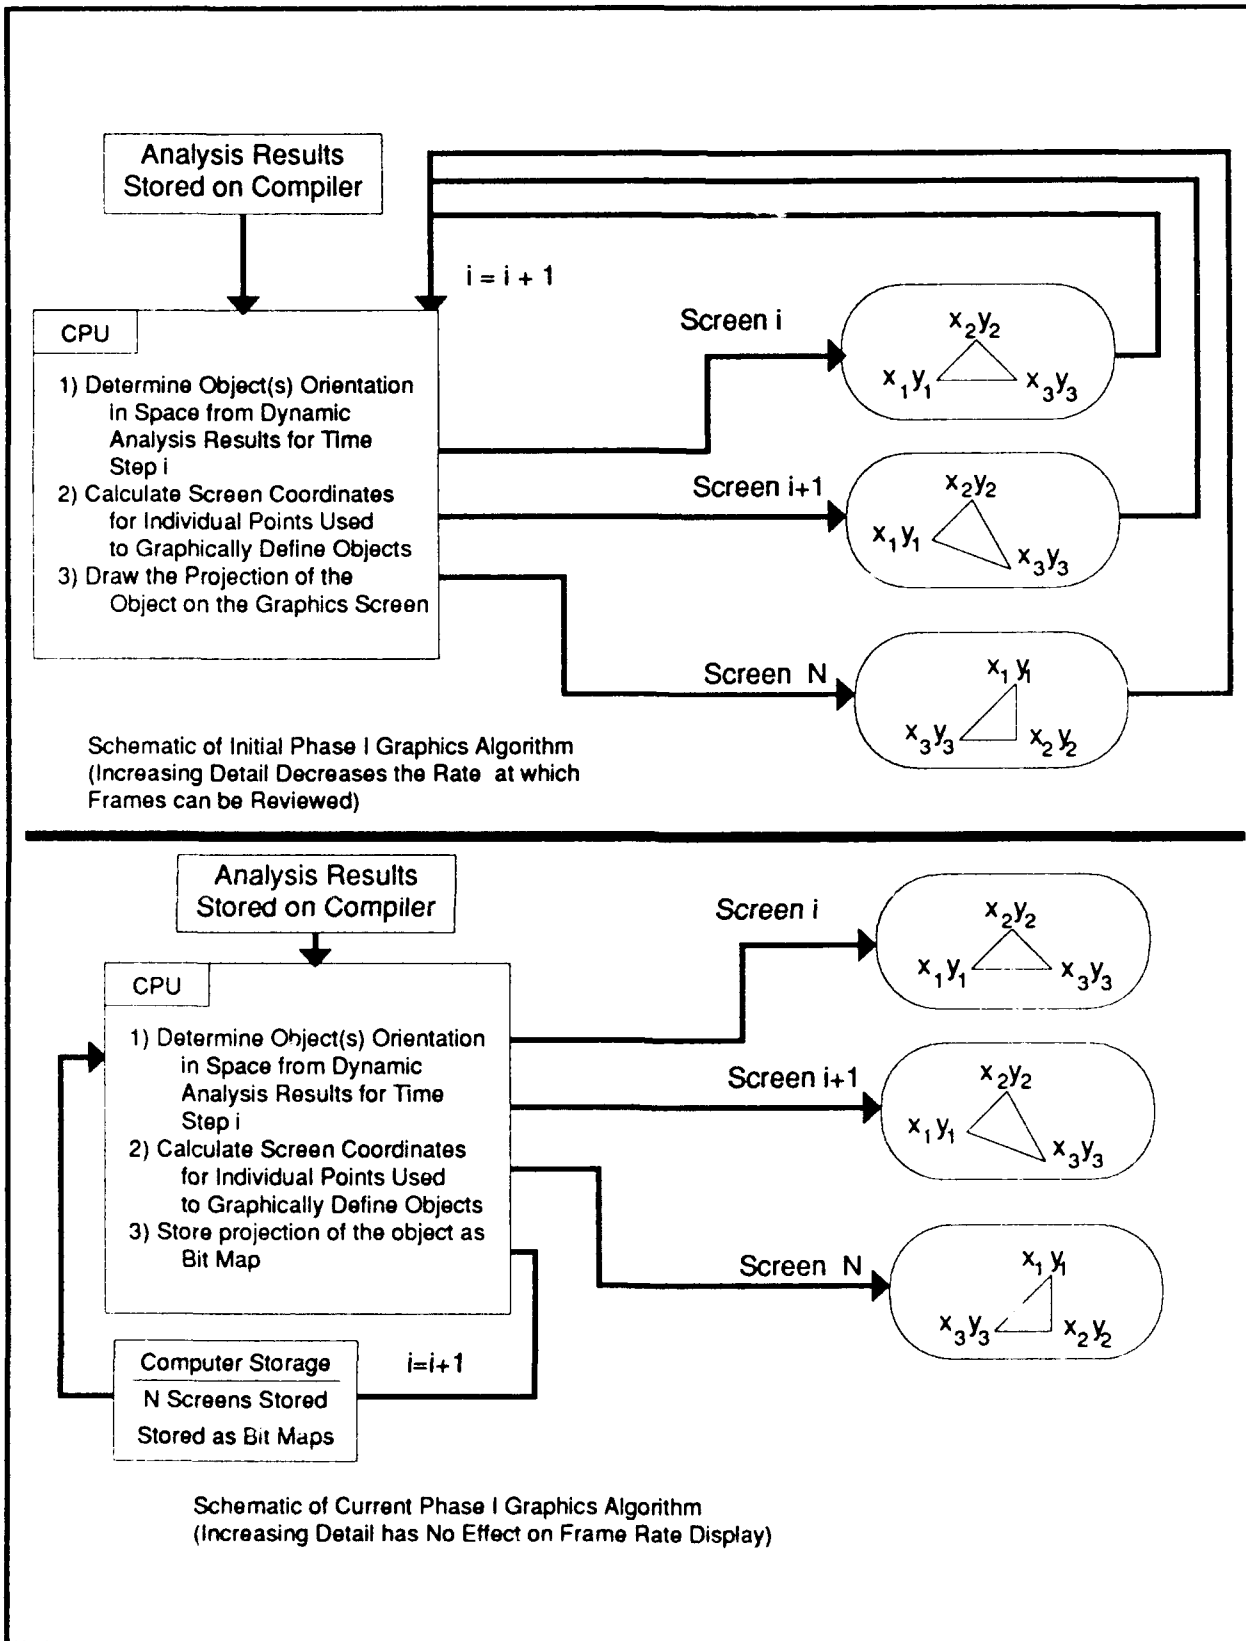 Analysis Results
Stored on Compiler
i = i + 1
CPU
1) Determine Object(s) Orientation
in Space from Dynamic
Analysis Results for Time
Step i
2) Calculate Screen Coordinates
for Individual Points Used
to Graphically Define Objects
3) Draw the Projection of the
Object on the Graphics Screen
Screen i
x₂y₂
x₁y₁
x₃y₃
Screen i+1
x₂y₂
x₁y₁
x₃y₃
Screen N
x₁y₁
x₃y₃
x₂y₂
Schematic of Initial Phase I Graphics Algorithm
(Increasing Detail Decreases the Rate at which
Frames can be Reviewed)
Analysis Results
Stored on Compiler
CPU
1) Determine Object(s) Orientation
in Space from Dynamic
Analysis Results for Time
Step i
2) Calculate Screen Coordinates
for Individual Points Used
to Graphically Define Objects
3) Store projection of the object as
Bit Map
Screen i
x₂y₂
x₁y₁
x₃y₃
Screen i+1
x₂y₂
x₁y₁
x₃y₃
Screen N
x₁y₁
x₃y₃
x₂y₂
Computer Storage
N Screens Stored
Stored as Bit Maps
i=i+1
Schematic of Current Phase I Graphics Algorithm
(Increasing Detail has No Effect on Frame Rate Display)